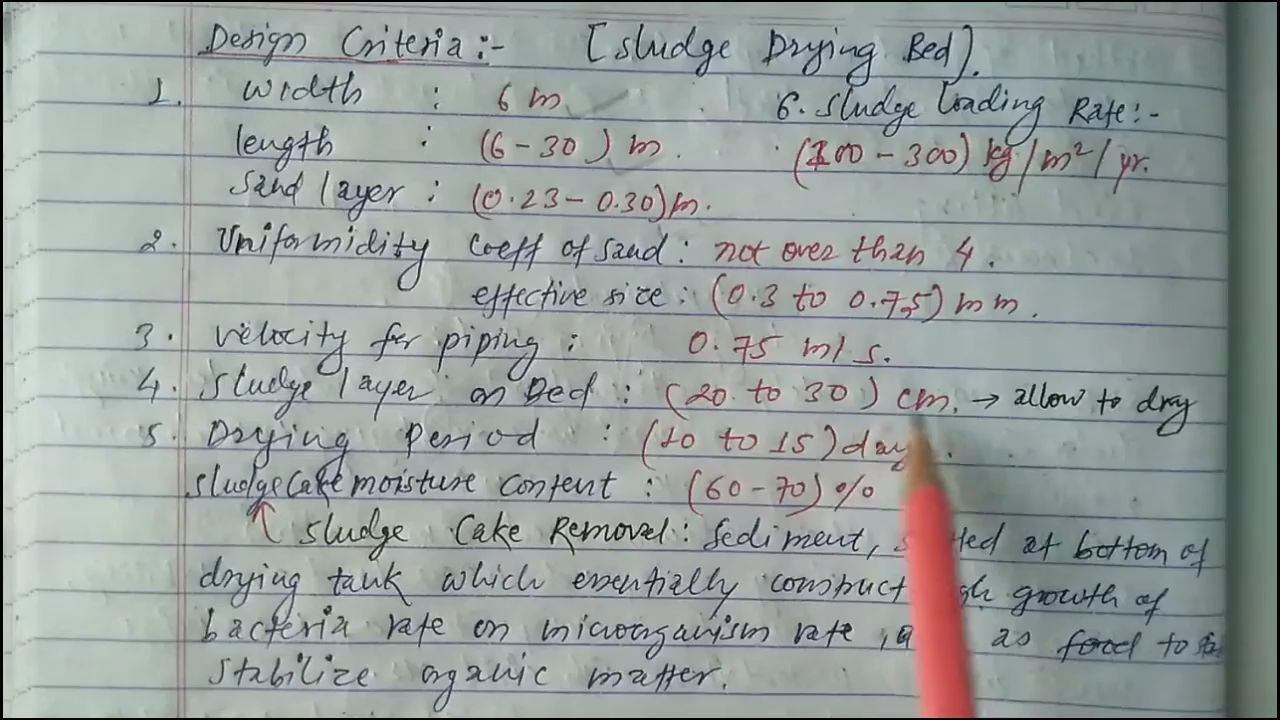 Design Criteria:- [Sludge Drying Bed].
1. width : 6 m
6. Sludge Loading Rate:-
length : (6-30) m.
(100-300) kg/m²/yr.
Sand layer : (0.23-0.30)m.
2. Uniformidity Coeff of sand : not over than 4.
effective size : (0.3 to 0.75) mm.
3. velocity for piping : 0.75 m/s.
4. Sludge layer on Bed : (20 to 30) cm. → allow to dry
5. Drying Period : (10 to 15) day
Sludge Cake moisture content : (60-70) %
↑ Sludge Cake Removal : Sediment, at bottom of
drying tank which essentially construct growth of
bacteria rate on microorganism rate, as food to
stabilize organic matter.